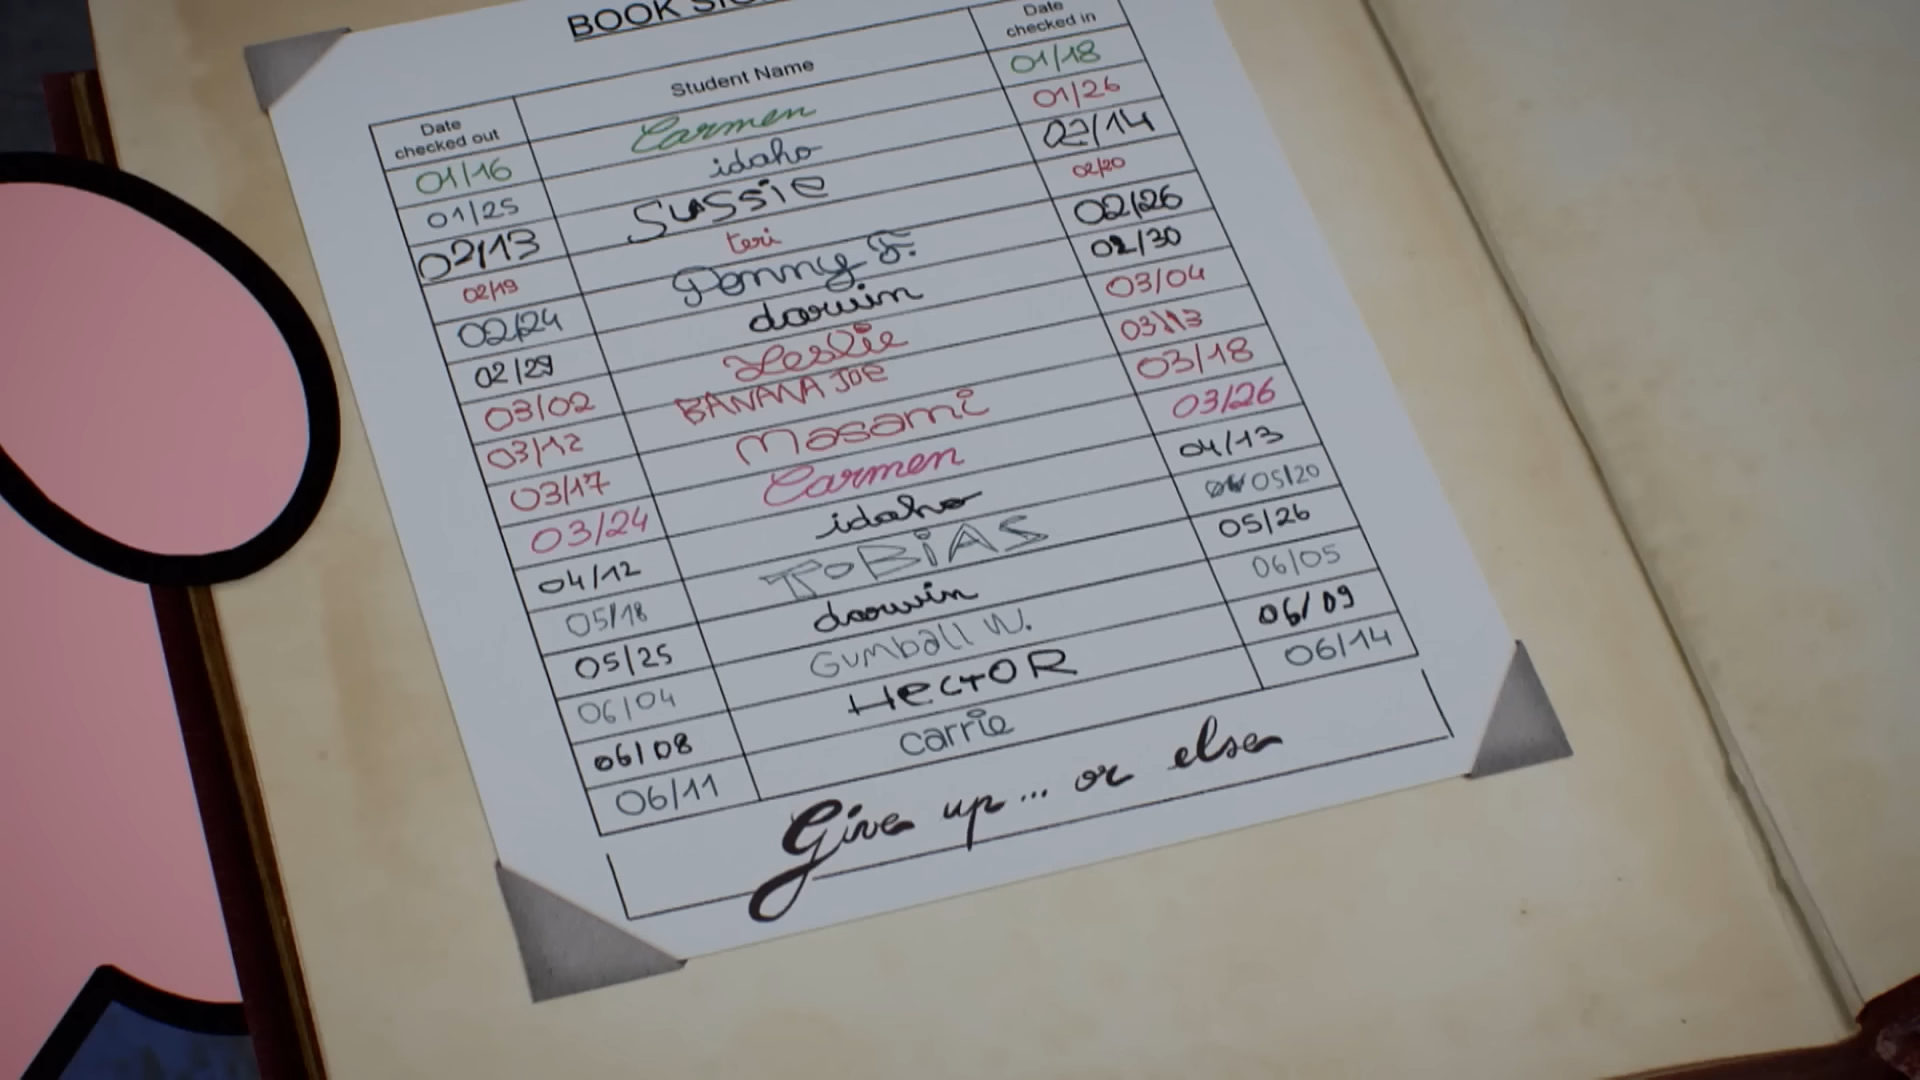 BOOK
Date checked out Student Name Date checked in
01/16 Carmen 01/18
01/25 idaho 01/26
02/13 SUSSiE 02/14
02/19 teri 02/20
02/24 Penny F. 02/26
02/29 darwin 02/30
03/02 Leslie 03/04
03/12 BANANA JOE 03/13
03/17 Masami 03/18
03/24 Carmen 03/26
04/12 idaho 04/13
05/18 ToBiAS 05/20
05/25 darwin 05/26
06/04 Gumball W. 06/05
06/08 HecTOR 06/09
06/11 carrie 06/14
Give up... or else